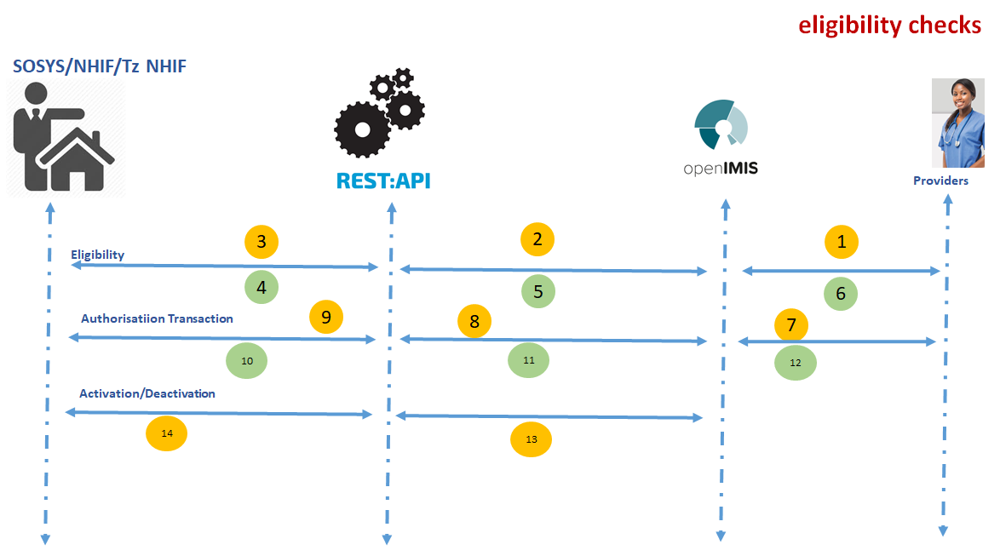 eligibility checks
SOSYS/NHIF/Tz NHIF
REST:API
openIMIS
Providers
3
2
1
Eligibility
4
5
6
9
8
7
Authorisatiion Transaction
10
11
12
Activation/Deactivation
14
13